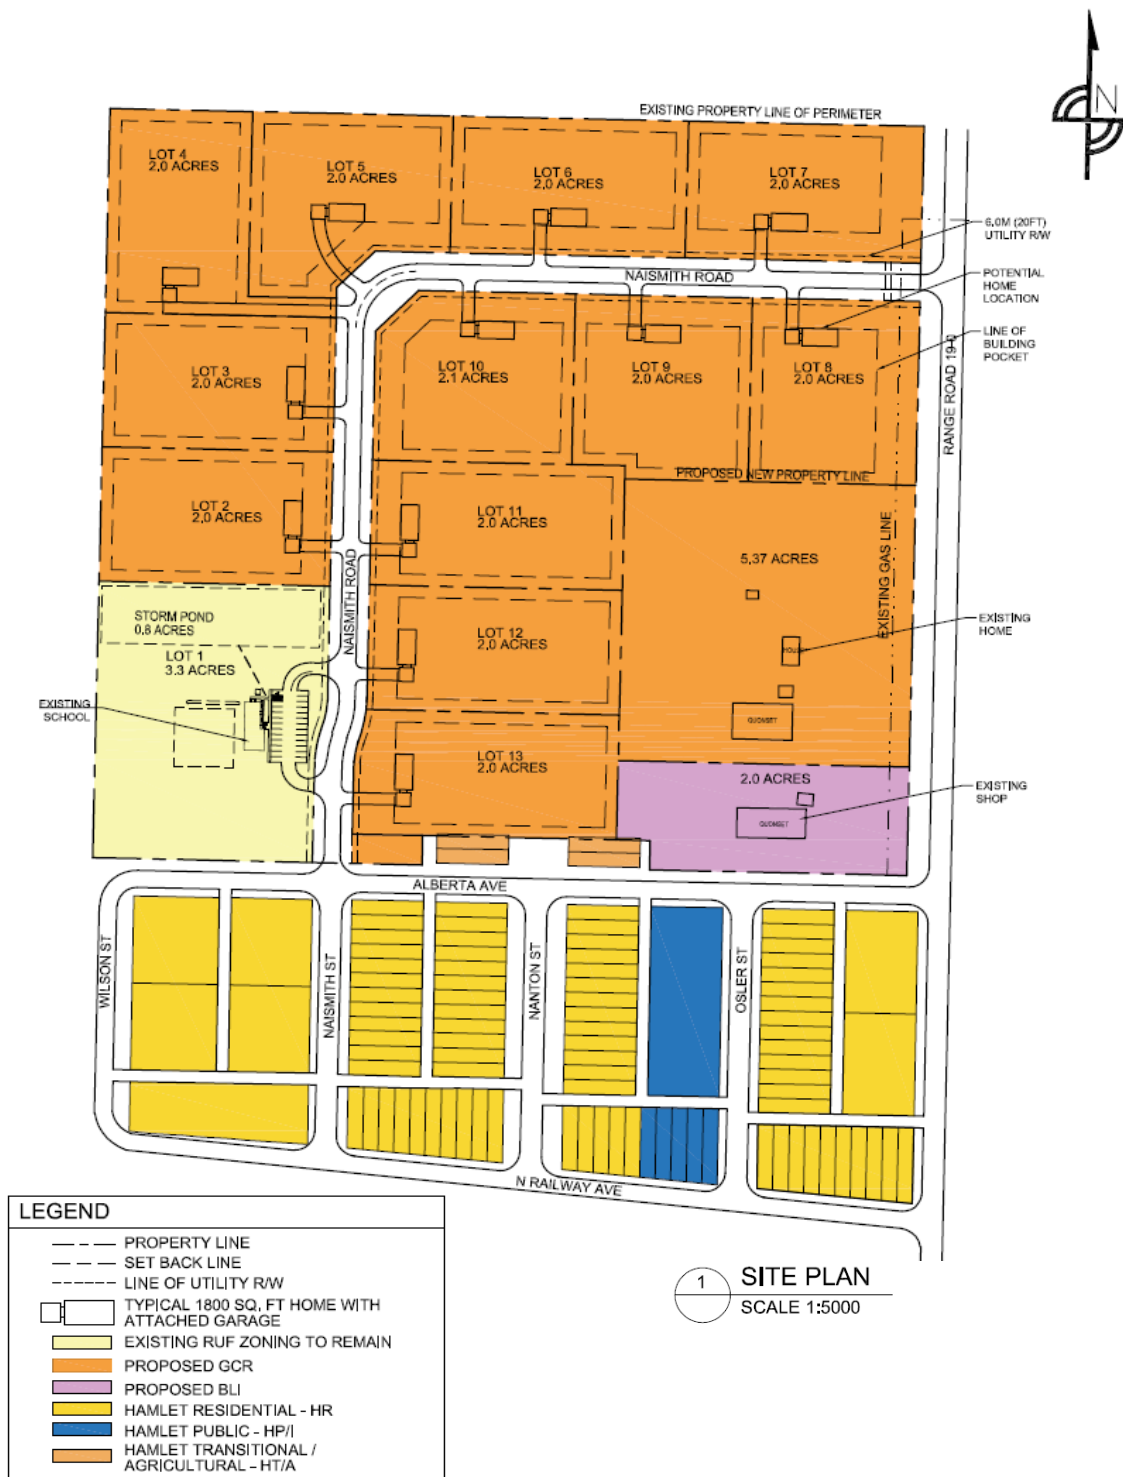 N
EXISTING PROPERTY LINE OF PERIMETER
LOT 4
2.0 ACRES
LOT 5
2.0 ACRES
LOT 6
2.0 ACRES
LOT 7
2.0 ACRES
6.0M (20FT)
UTILITY R/W
NAISMITH ROAD
POTENTIAL
HOME
LOCATION
LINE OF
BUILDING
POCKET
LOT 3
2.0 ACRES
LOT 10
2.1 ACRES
LOT 9
2.0 ACRES
LOT 8
2.0 ACRES
RANGE ROAD 19-0
PROPOSED NEW PROPERTY LINE
LOT 2
2.0 ACRES
LOT 11
2.0 ACRES
5.37 ACRES
EXISTING GAS LINE
NAISMITH ROAD
STORM POND
0.8 ACRES
LOT 1
3.3 ACRES
LOT 12
2.0 ACRES
EXISTING
HOME
EXISTING
SCHOOL
QUONSET
LOT 13
2.0 ACRES
2.0 ACRES
EXISTING
SHOP
QUONSET
ALBERTA AVE
WILSON ST
NAISMITH ST
NANTON ST
OSLER ST
N RAILWAY AVE
LEGEND
PROPERTY LINE
SET BACK LINE
LINE OF UTILITY R/W
TYPICAL 1800 SQ. FT HOME WITH
ATTACHED GARAGE
EXISTING RUF ZONING TO REMAIN
PROPOSED GCR
PROPOSED BLI
HAMLET RESIDENTIAL - HR
HAMLET PUBLIC - HP/I
HAMLET TRANSITIONAL /
AGRICULTURAL - HT/A
1
SITE PLAN
SCALE 1:5000